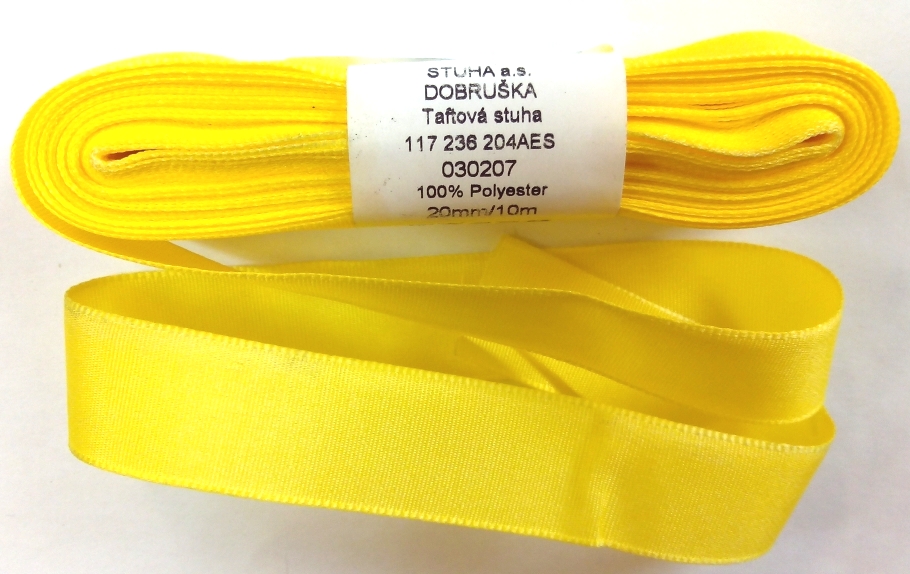 STUHA a.s.
DOBRUŠKA
Taftová stuha
117 236 204AES
030207
100% Polyester
20mm/10m